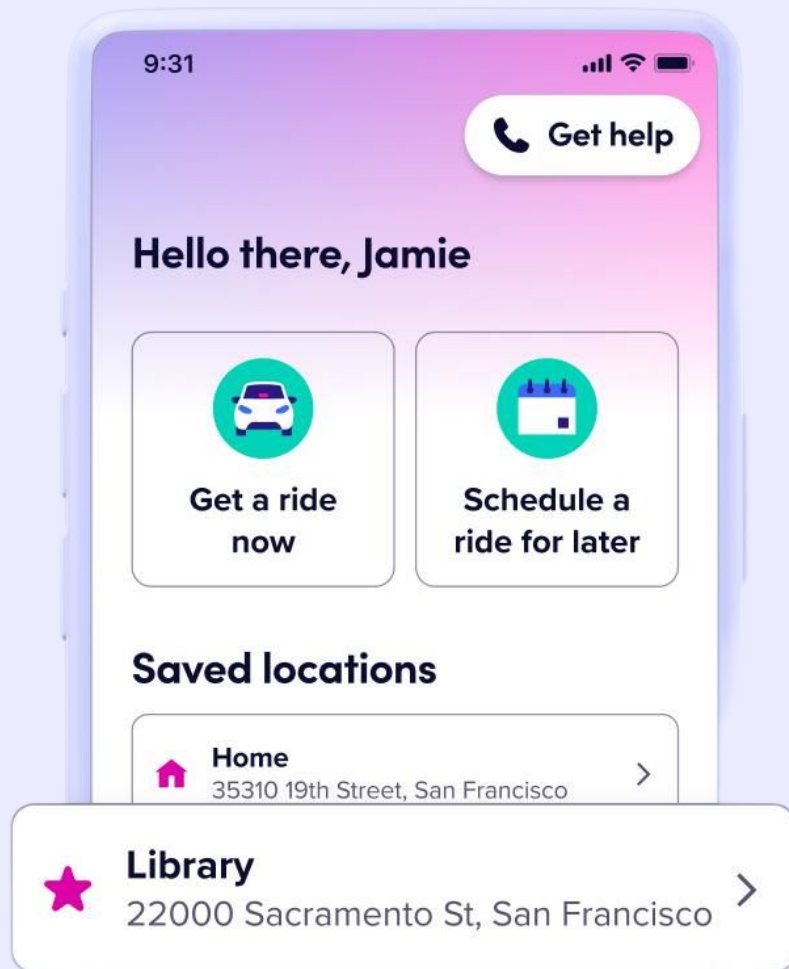 9:31
Get help
Hello there, Jamie
Get a ride
now
Schedule a
ride for later
Saved locations
Home
35310 19th Street, San Francisco
Library
22000 Sacramento St, San Francisco